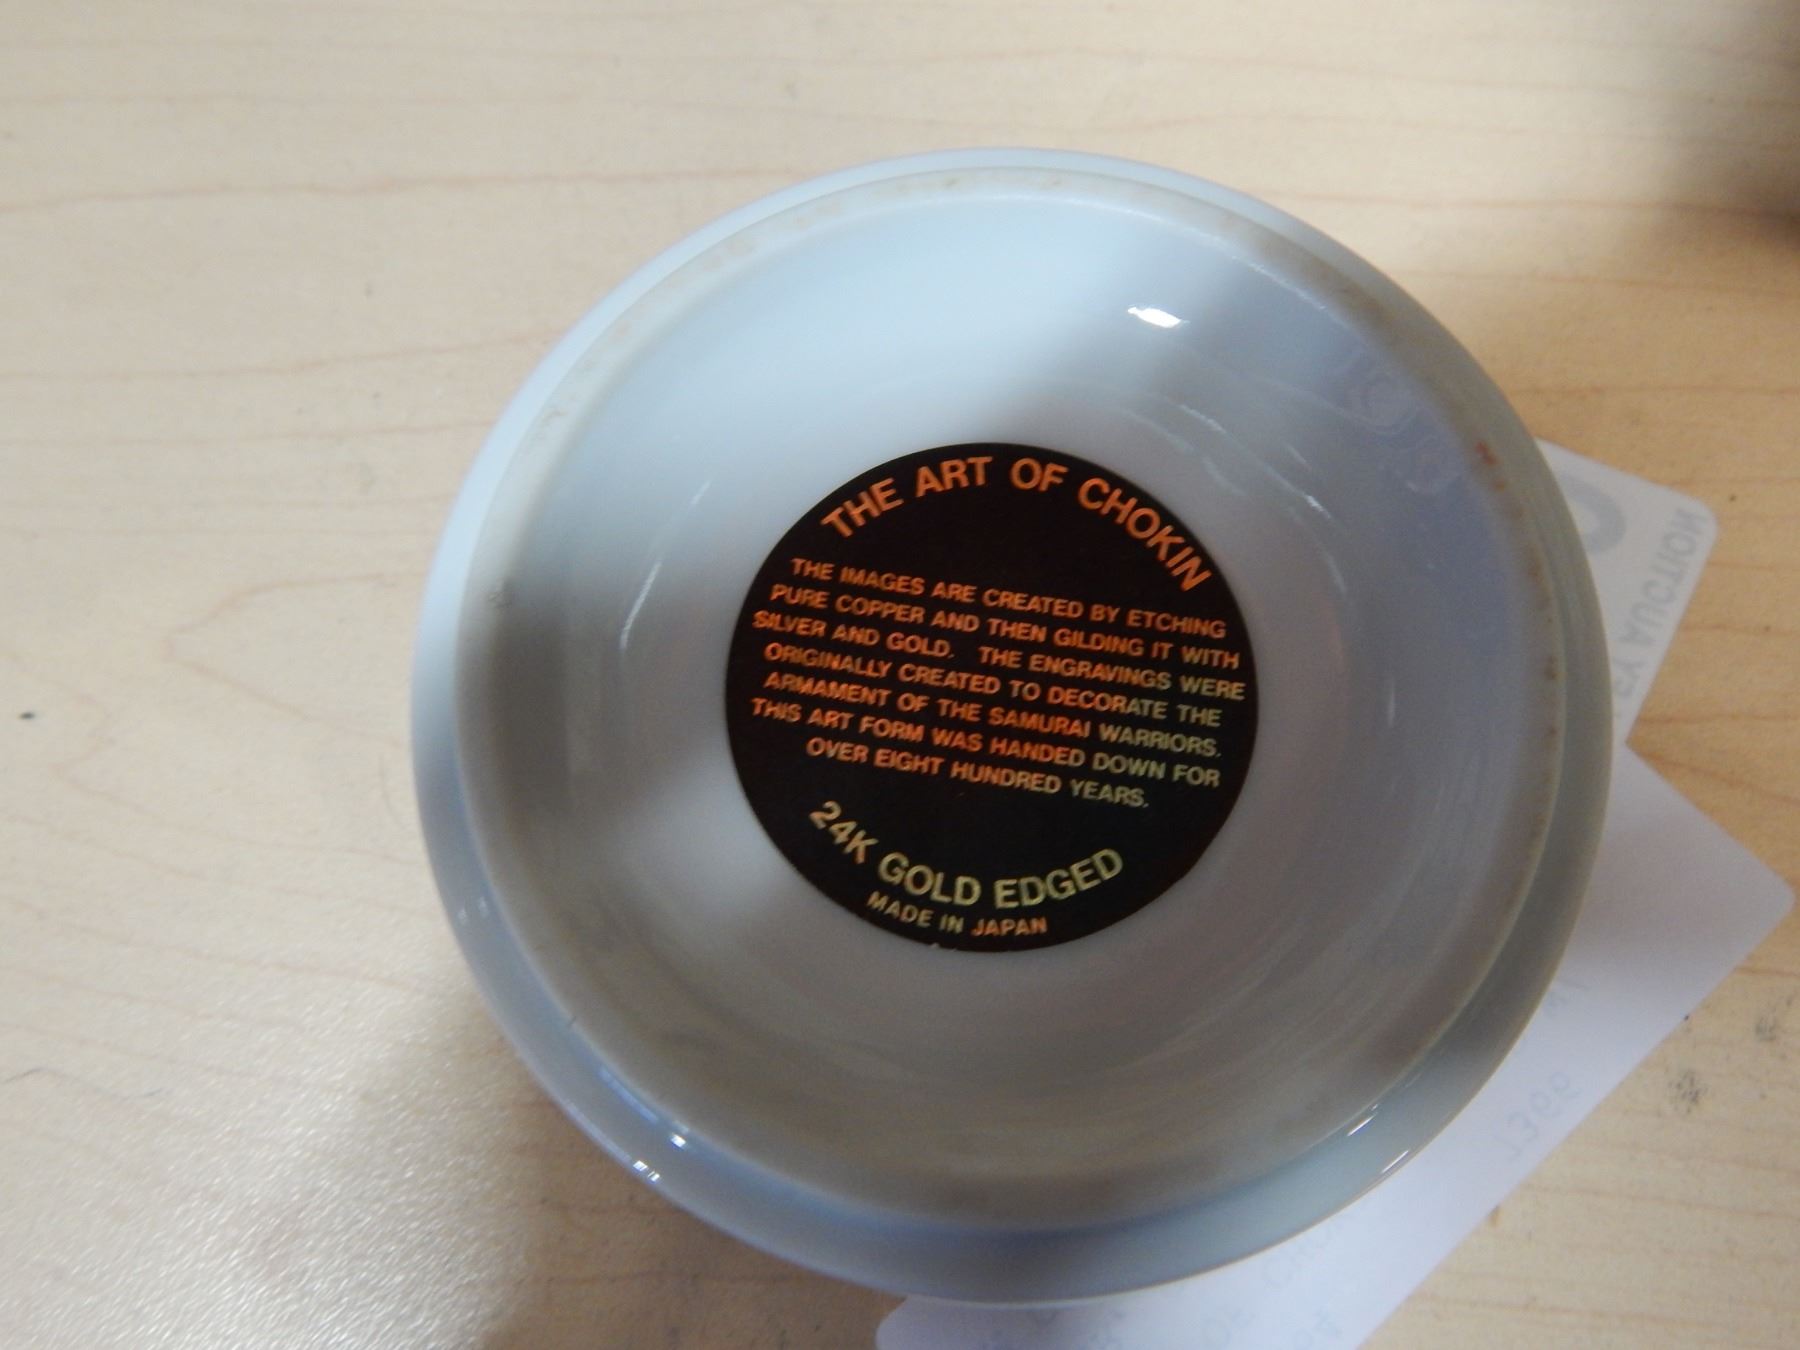 THE ART OF CHOKIN
THE IMAGES ARE CREATED BY ETCHING
PURE COPPER AND THEN GILDING IT WITH
SILVER AND GOLD. THE ENGRAVINGS WERE
ORIGINALLY CREATED TO DECORATE THE
ARMAMENT OF THE SAMURAI WARRIORS.
THIS ART FORM WAS HANDED DOWN FOR
OVER EIGHT HUNDRED YEARS.
24K GOLD EDGED
MADE IN JAPAN